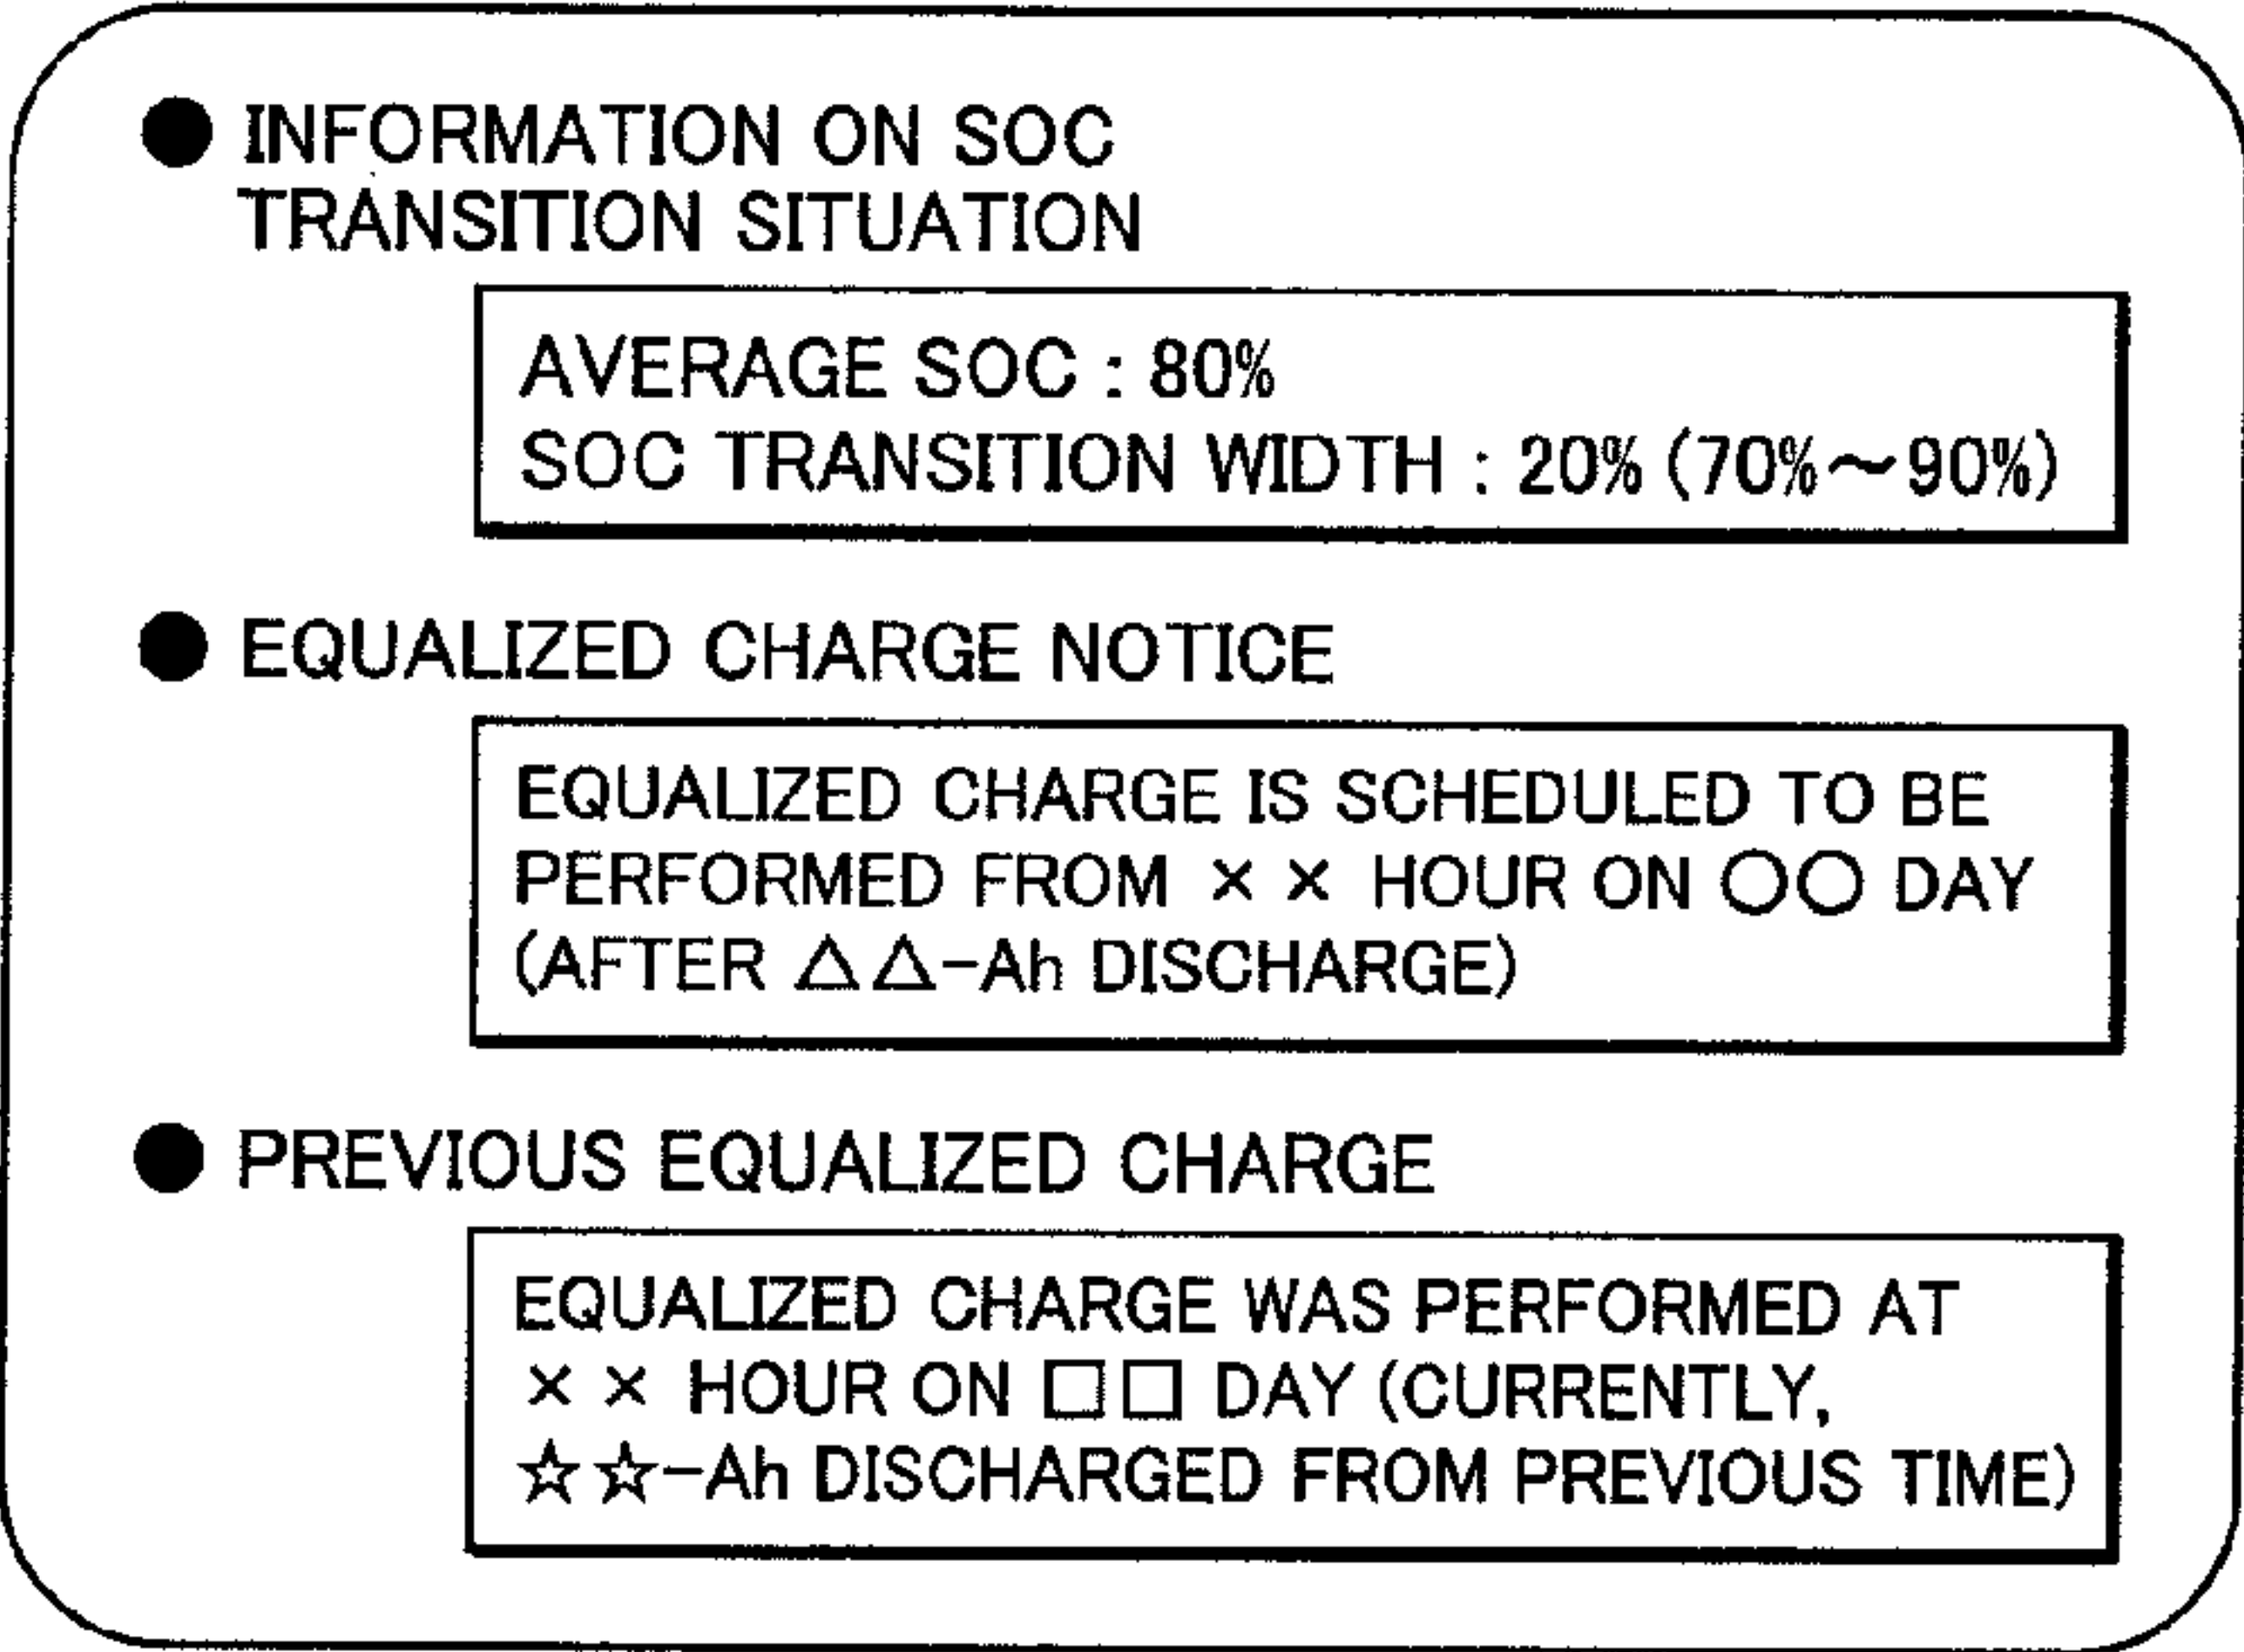 ● INFORMATION ON SOC
TRANSITION SITUATION
AVERAGE SOC : 80%
SOC TRANSITION WIDTH : 20% (70%～90%)
● EQUALIZED CHARGE NOTICE
EQUALIZED CHARGE IS SCHEDULED TO BE
PERFORMED FROM × × HOUR ON ○○ DAY
(AFTER △△-Ah DISCHARGE)
● PREVIOUS EQUALIZED CHARGE
EQUALIZED CHARGE WAS PERFORMED AT
× × HOUR ON □□ DAY (CURRENTLY,
☆☆-Ah DISCHARGED FROM PREVIOUS TIME)